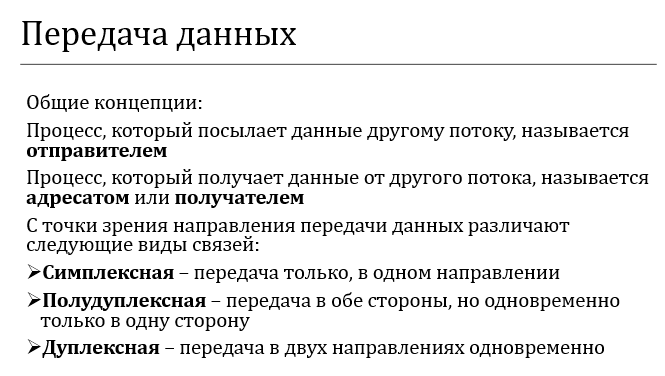 Передача данных
Общие концепции:
Процесс, который посылает данные другому потоку, называется
отправителем
Процесс, который получает данные от другого потока, называется
адресатом или получателем
С точки зрения направления передачи данных различают
следующие виды связей:
➢Симплексная – передача только, в одном направлении
➢Полудуплексная – передача в обе стороны, но одновременно
только в одну сторону
➢Дуплексная – передача в двух направлениях одновременно